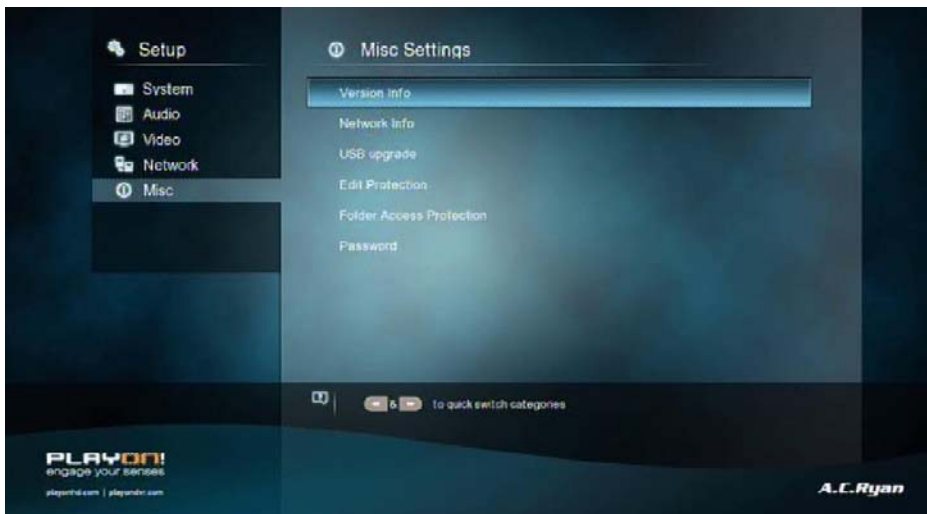 Setup
System
Audio
Video
Network
Misc
Misc Settings
Version Info
Network Info
USB upgrade
Edit Protection
Folder Access Protection
Password
& to quick switch categories
PLAYON!
engage your senses
playonhd.com | playondvr.com
A.C.Ryan